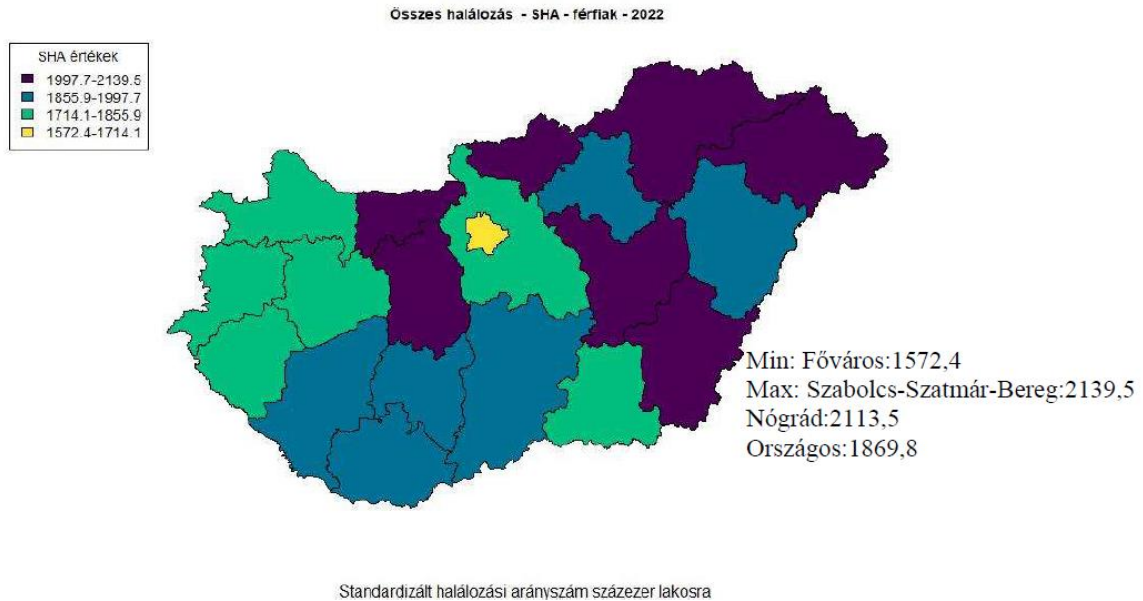 Összes halálozás - SHA - férfiak - 2022
SHA értékek
1997.7-2139.5
1855.9-1997.7
1714.1-1855.9
1572.4-1714.1
Min: Főváros:1572,4
Max: Szabolcs-Szatmár-Bereg:2139,5
Nógrád:2113,5
Országos:1869,8
Standardizált halálozási arányszám százezer lakosra